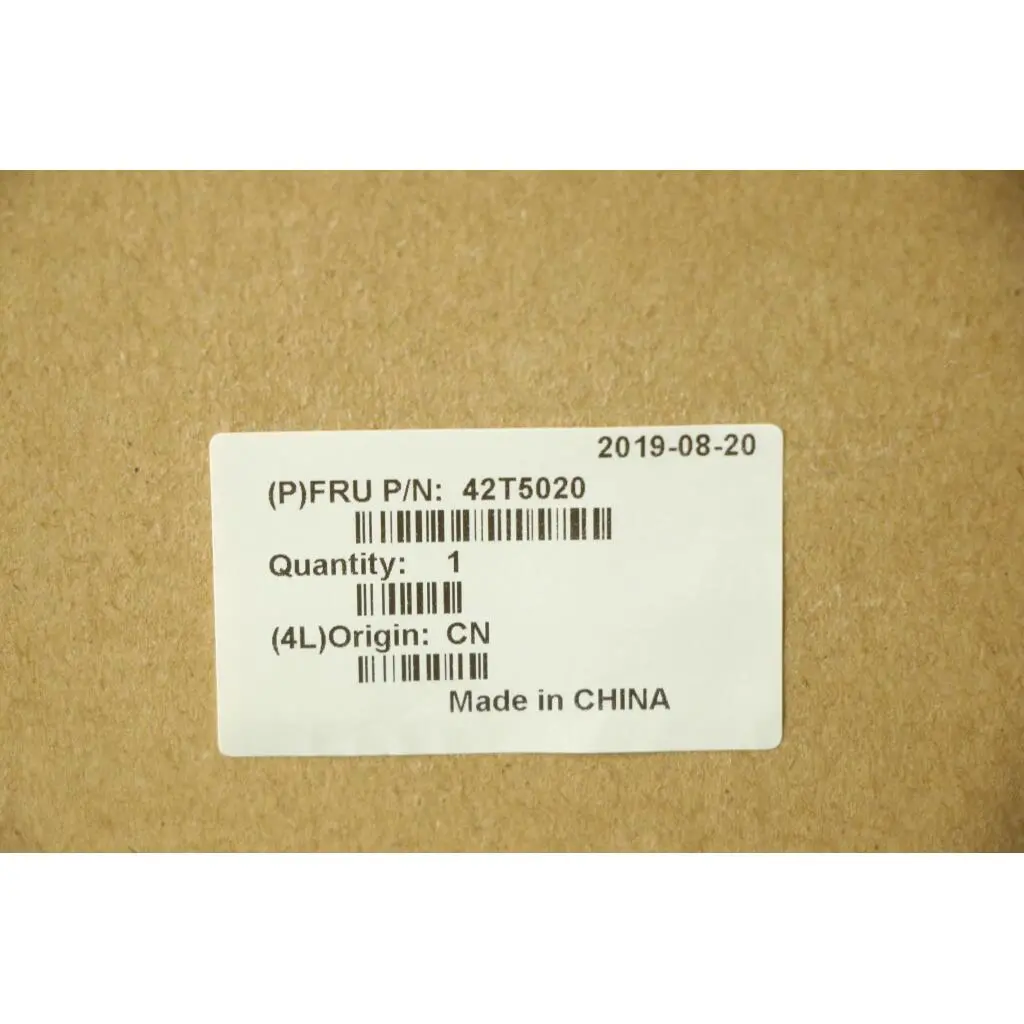 2019-08-20
(P)FRU P/N: 42T5020
Quantity: 1
(4L)Origin: CN
Made in CHINA